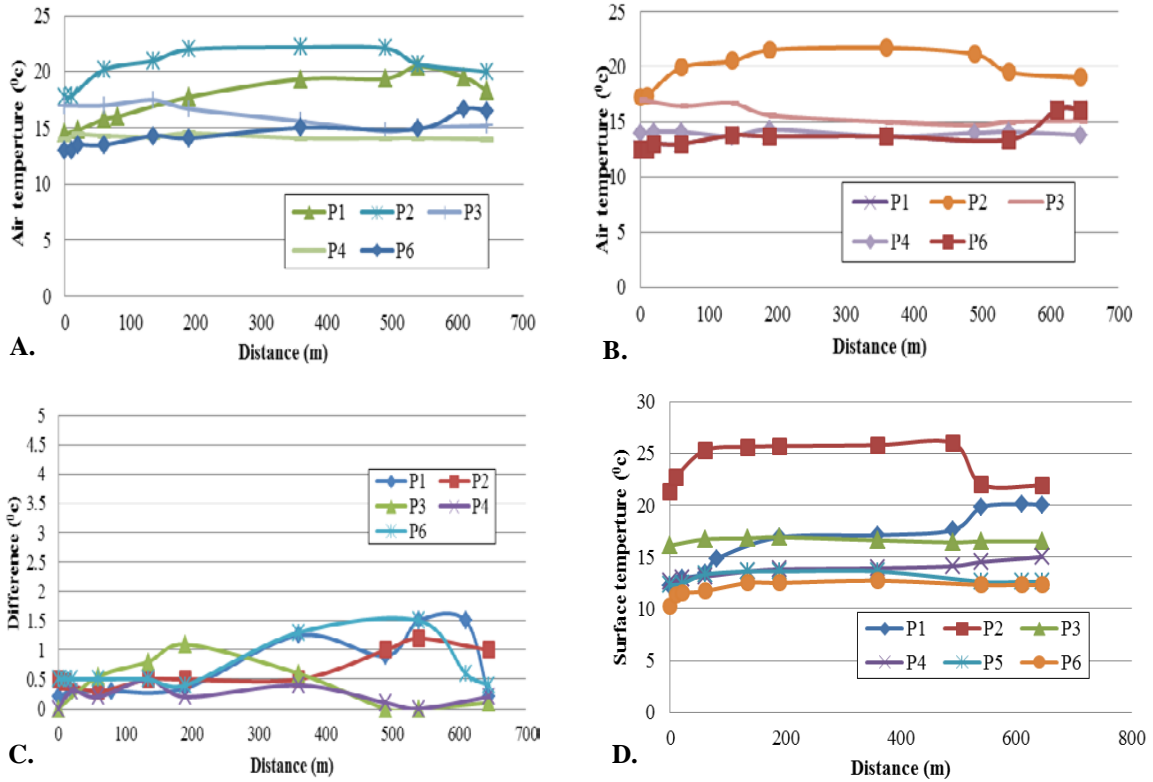 25
20
15
10
5
0
Air temperture (⁰c)
P1 P2 P3
P4 P6
0 100 200 300 400 500 600 700
Distance (m)
A.
25
20
15
10
5
0
Air temperture (⁰c)
P1 P2 P3
P4 P6
0 100 200 300 400 500 600 700
Distance (m)
B.
5
4.5
4
3.5
3
2.5
2
1.5
1
0.5
0
Difference (⁰c)
P1 P2
P3 P4
P6
0 100 200 300 400 500 600 700
Distance (m)
C.
30
25
20
15
10
5
0
Surface temperture (⁰c)
P1 P2 P3
P4 P5 P6
0 200 400 600 800
Distance (m)
D.